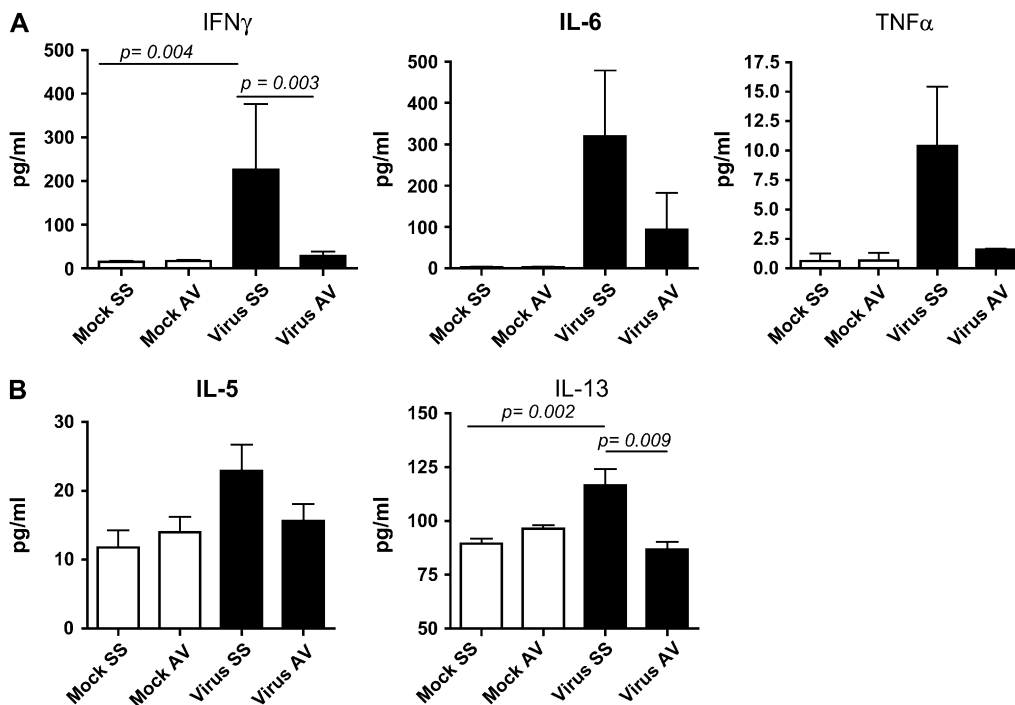 A
IFNγ
p= 0.004
p = 0.003
500
400
300
200
100
0
pg/ml
Mock SS
Mock AV
Virus SS
Virus AV
IL-6
500
400
300
200
100
0
pg/ml
Mock SS
Mock AV
Virus SS
Virus AV
TNFα
17.5
15.0
12.5
10.0
7.5
5.0
2.5
0.0
pg/ml
Mock SS
Mock AV
Virus SS
Virus AV
B
IL-5
30
20
10
0
pg/ml
Mock SS
Mock AV
Virus SS
Virus AV
IL-13
p= 0.002
p= 0.009
150
125
100
75
50
pg/ml
Mock SS
Mock AV
Virus SS
Virus AV